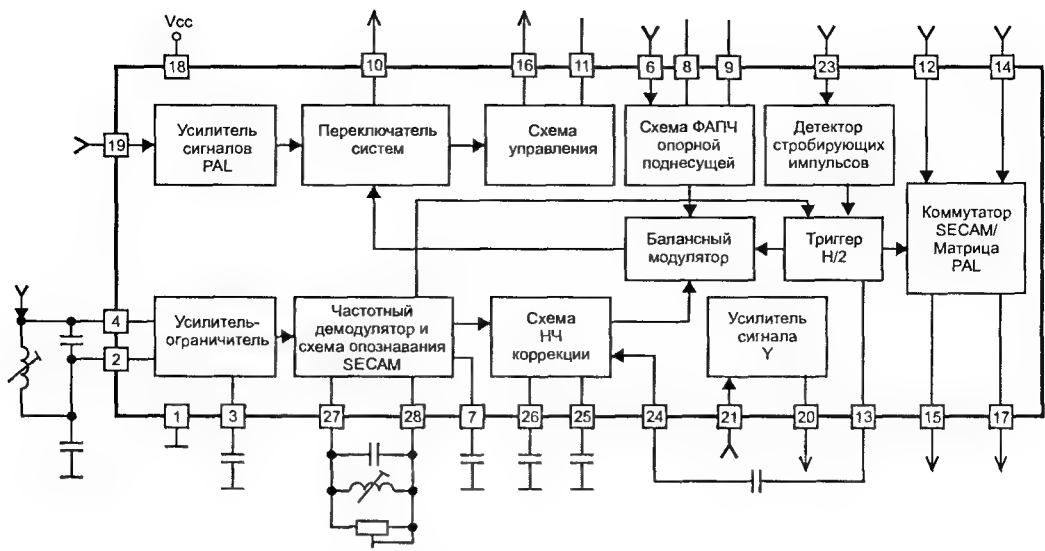 Vcc
18
10
16
11
6
8
9
23
12
14
19
Усилитель
сигналов
PAL
Переключатель
систем
Схема
управления
Схема ФАПЧ
опорной
поднесущей
Детектор
стробирующих
импульсов
Коммутатор
SECAM/
Матрица
PAL
Балансный
модулятор
Триггер
H/2
4
2
Усилитель-
ограничитель
Частотный
демодулятор и
схема опознавания
SECAM
Схема
НЧ
коррекции
Усилитель
сигнала
Y
1
3
27
28
7
26
25
24
21
20
13
15
17